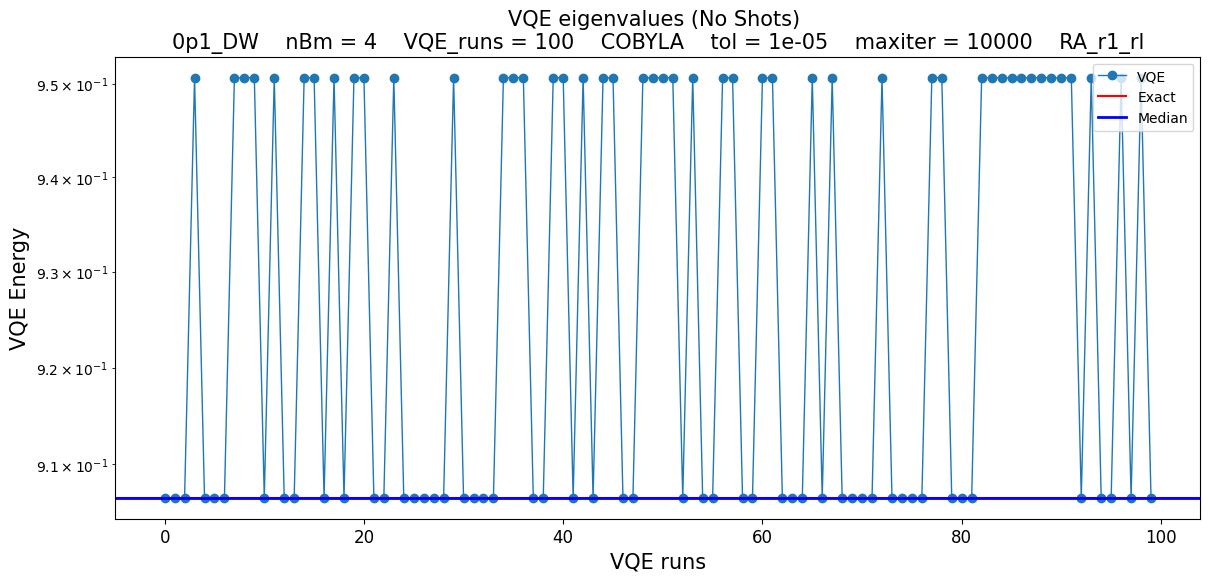 VQE eigenvalues (No Shots)
0p1_DW nBm = 4 VQE_runs = 100 COBYLA tol = 1e-05 maxiter = 10000 RA_r1_rl
9.5 × 10⁻¹
9.4 × 10⁻¹
9.3 × 10⁻¹
9.2 × 10⁻¹
9.1 × 10⁻¹
VQE Energy
VQE
Exact
Median
0 20 40 60 80 100
VQE runs